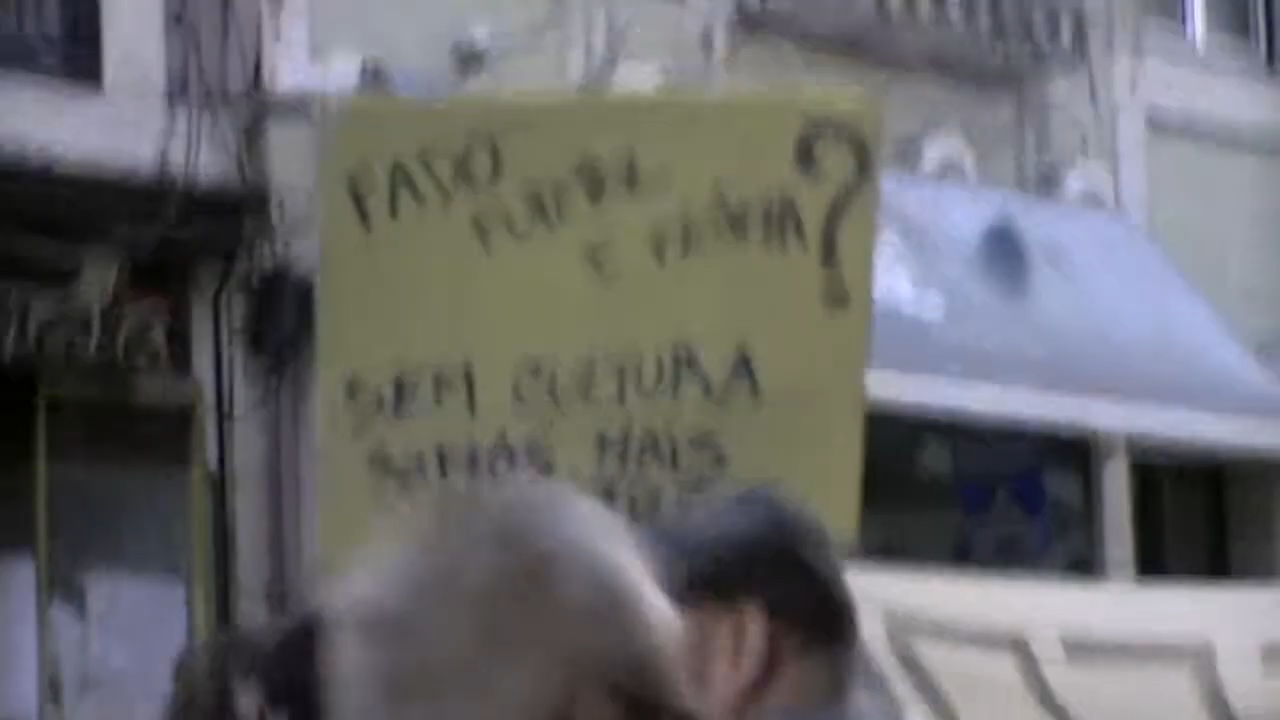 FADO
FUTEBOL
E FÁTIMA?
SEM CULTURA
SOMOS MAIS